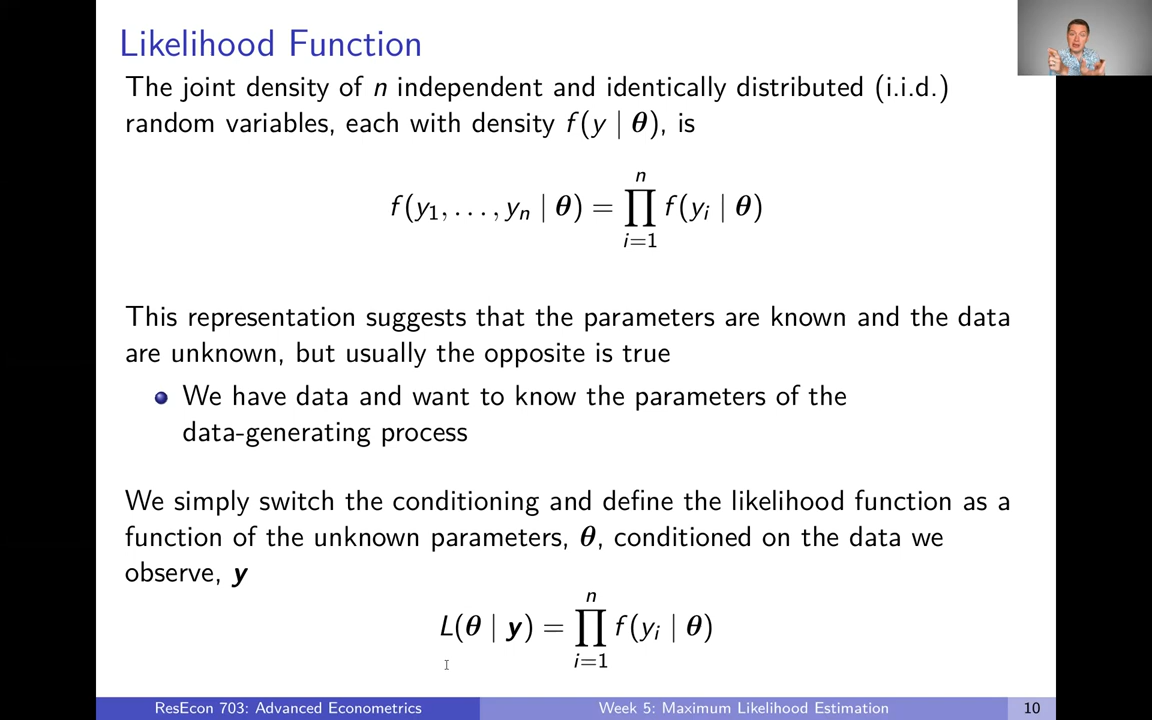 Likelihood Function
The joint density of n independent and identically distributed (i.i.d.)
random variables, each with density f(y | θ), is
f(y₁, . . . , yₙ | θ) = ∏ⁿᵢ₌₁ f(yᵢ | θ)
This representation suggests that the parameters are known and the data
are unknown, but usually the opposite is true
We have data and want to know the parameters of the
data-generating process
We simply switch the conditioning and define the likelihood function as a
function of the unknown parameters, θ, conditioned on the data we
observe, y
L(θ | y) = ∏ⁿᵢ₌₁ f(yᵢ | θ)
ResEcon 703: Advanced Econometrics Week 5: Maximum Likelihood Estimation 10